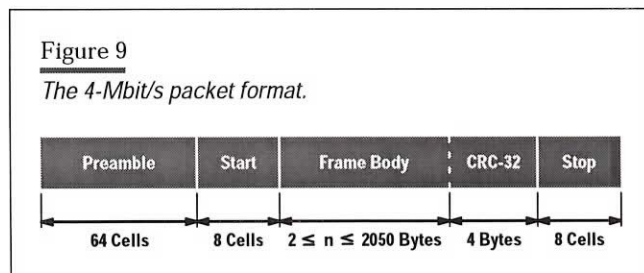 Figure 9
The 4-Mbit/s packet format.
Preamble Start Frame Body CRC-32 Stop
64 Cells 8 Cells 2 ≤ n ≤ 2050 Bytes 4 Bytes 8 Cells